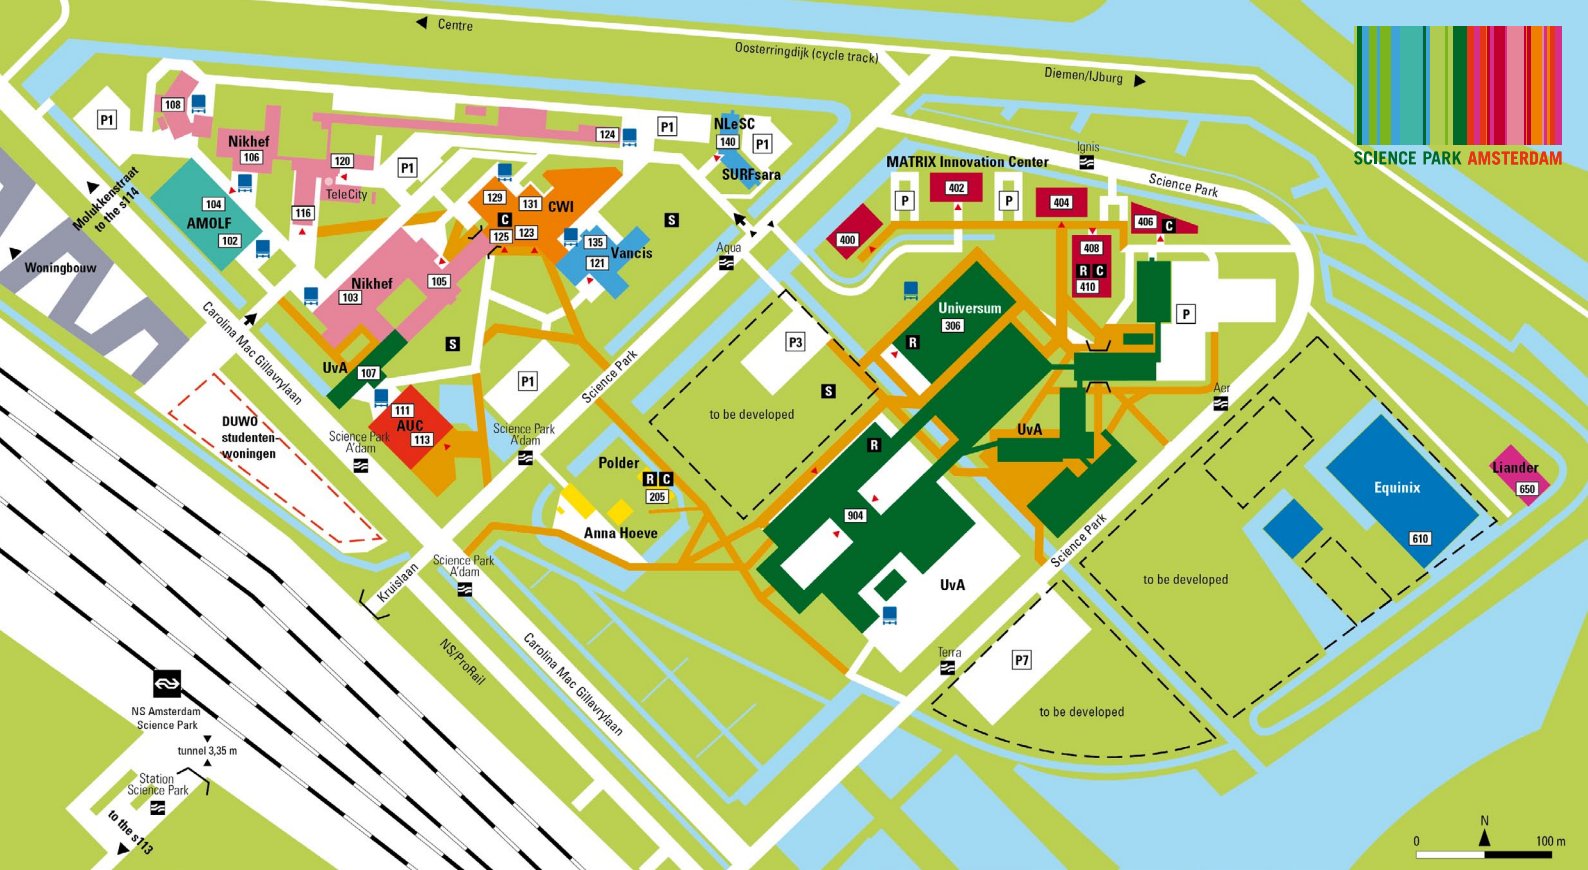 Centre
Oosterringdijk (cycle track)
Diemen/IJburg
SCIENCE PARK AMSTERDAM
108
P1
Nikhef
106
120
TeleCity
P1
124
P1
NLeSC
140
P1
SURFsara
MATRIX Innovation Center
Ignis
Science Park
P
402
P
404
406
C
400
408
R C
410
P
Molukkenstraat
to the s114
Woningbouw
104
AMOLF
102
116
129
131
CWI
C
125
123
135
121
Vancis
S
Aqua
Nikhef
103
105
S
UvA
107
111
AUC
113
P1
Science Park
Carolina Mac Gillavrylaan
DUWO
studenten-
woningen
Science Park
A'dam
Science Park
A'dam
Universum
306
R
P3
S
to be developed
R
UvA
Aer
Polder
R C
205
Anna Hoeve
904
UvA
Science Park
Equinix
610
Liander
650
to be developed
Science Park
A'dam
Kruislaan
NS/ProRail
Carolina Mac Gillavrylaan
Terra
P7
to be developed
NS Amsterdam
Science Park
tunnel 3,35 m
Station
Science Park
to the s113
N
0
100 m